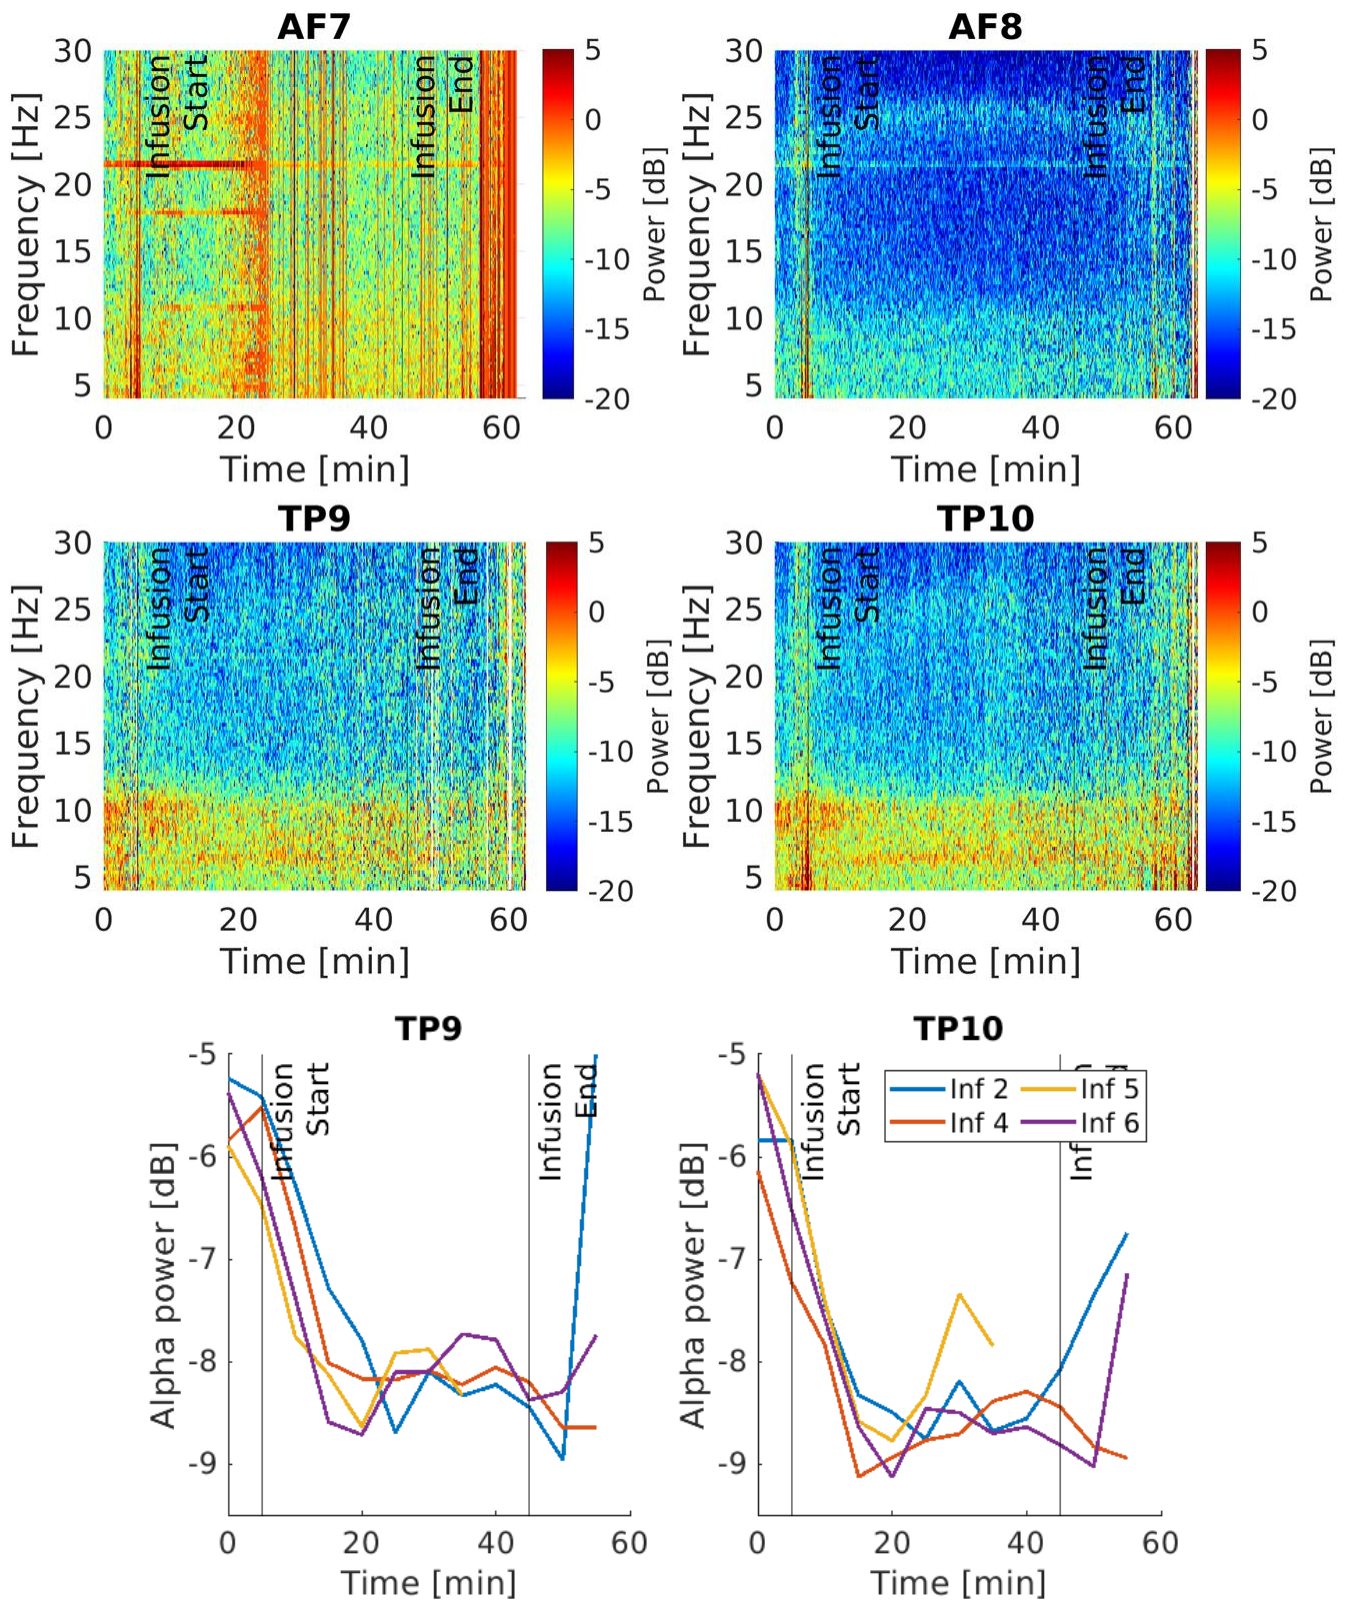 AF7
30
25
20
15
10
5
Frequency [Hz]
Infusion
Start
Infusion
End
0
20
40
60
Time [min]
5
0
-5
-10
-15
-20
Power [dB]
AF8
30
25
20
15
10
5
Frequency [Hz]
Infusion
Start
Infusion
End
0
20
40
60
Time [min]
5
0
-5
-10
-15
-20
Power [dB]
TP9
30
25
20
15
10
5
Frequency [Hz]
Infusion
Start
Infusion
End
0
20
40
60
Time [min]
5
0
-5
-10
-15
-20
Power [dB]
TP10
30
25
20
15
10
5
Frequency [Hz]
Infusion
Start
Infusion
End
0
20
40
60
Time [min]
5
0
-5
-10
-15
-20
Power [dB]
TP9
-5
-6
-7
-8
-9
Alpha power [dB]
Infusion
Start
Infusion
End
0
20
40
60
Time [min]
TP10
-5
-6
-7
-8
-9
Alpha power [dB]
Infusion
Start
Inf 2
Inf 5
Inf 4
Inf 6
0
20
40
60
Time [min]